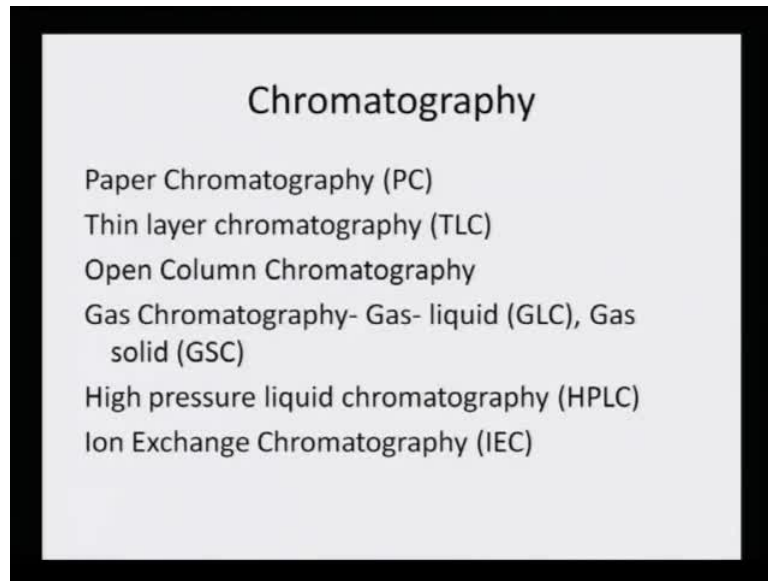 Chromatography
Paper Chromatography (PC)
Thin layer chromatography (TLC)
Open Column Chromatography
Gas Chromatography- Gas- liquid (GLC), Gas
solid (GSC)
High pressure liquid chromatography (HPLC)
Ion Exchange Chromatography (IEC)